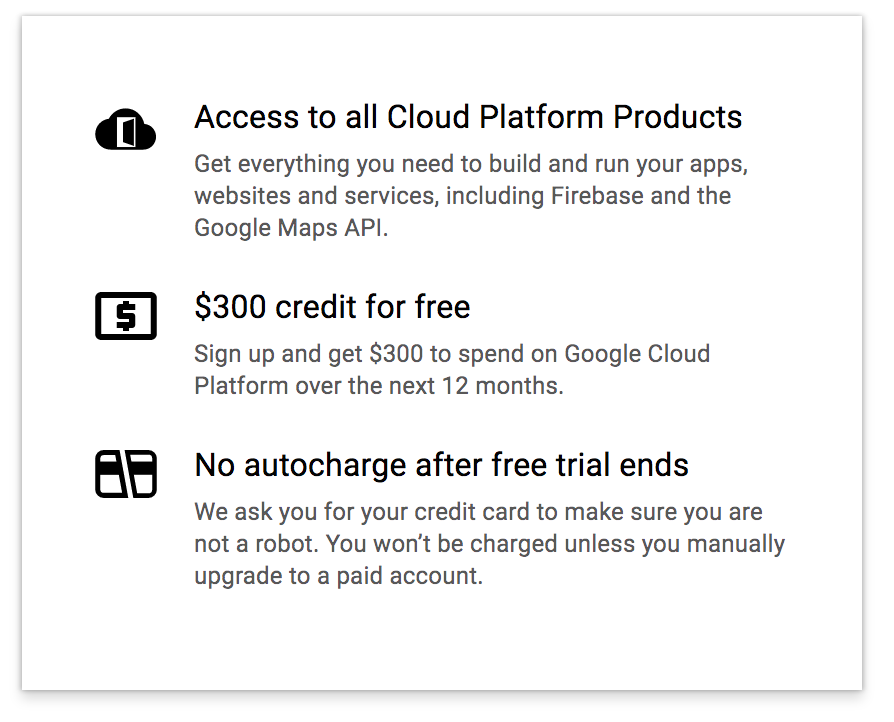 Access to all Cloud Platform Products
Get everything you need to build and run your apps,
websites and services, including Firebase and the
Google Maps API.
$
$300 credit for free
Sign up and get $300 to spend on Google Cloud
Platform over the next 12 months.
No autocharge after free trial ends
We ask you for your credit card to make sure you are
not a robot. You won’t be charged unless you manually
upgrade to a paid account.